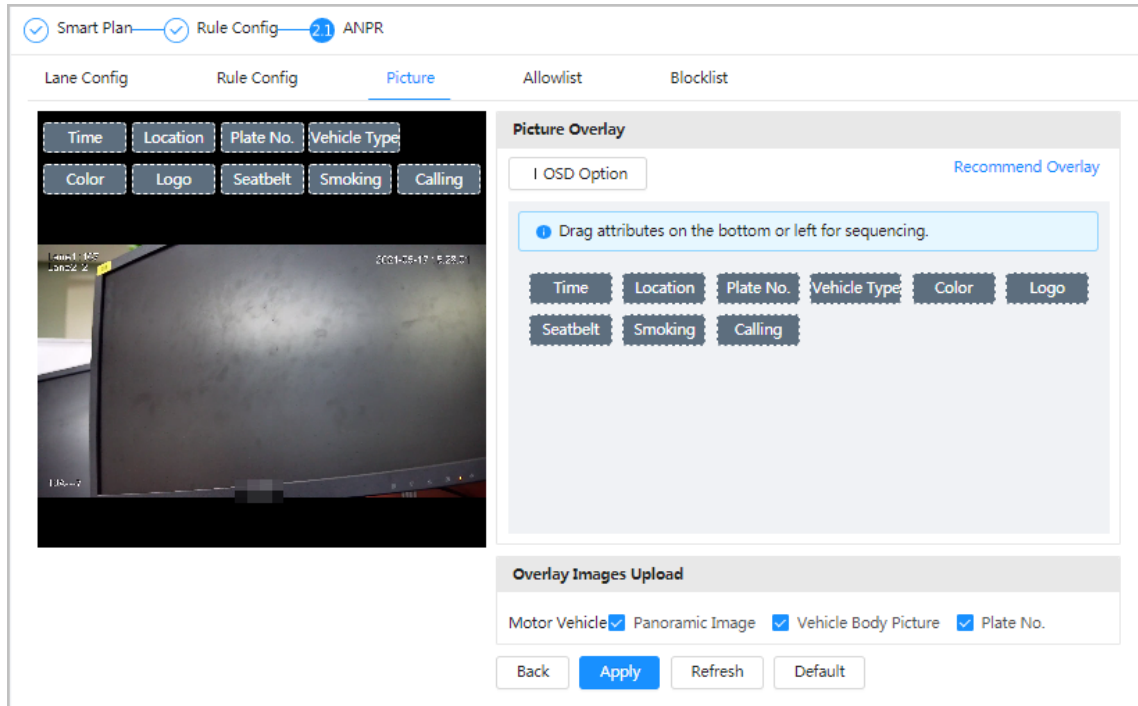 Smart Plan Rule Config 2.1 ANPR
Lane Config Rule Config Picture Allowlist Blocklist
Time Location Plate No. Vehicle Type
Color Logo Seatbelt Smoking Calling
Picture Overlay
I OSD Option Recommend Overlay
Drag attributes on the bottom or left for sequencing.
Time Location Plate No. Vehicle Type Color Logo
Seatbelt Smoking Calling
Overlay Images Upload
Motor Vehicle Panoramic Image Vehicle Body Picture Plate No.
Back Apply Refresh Default